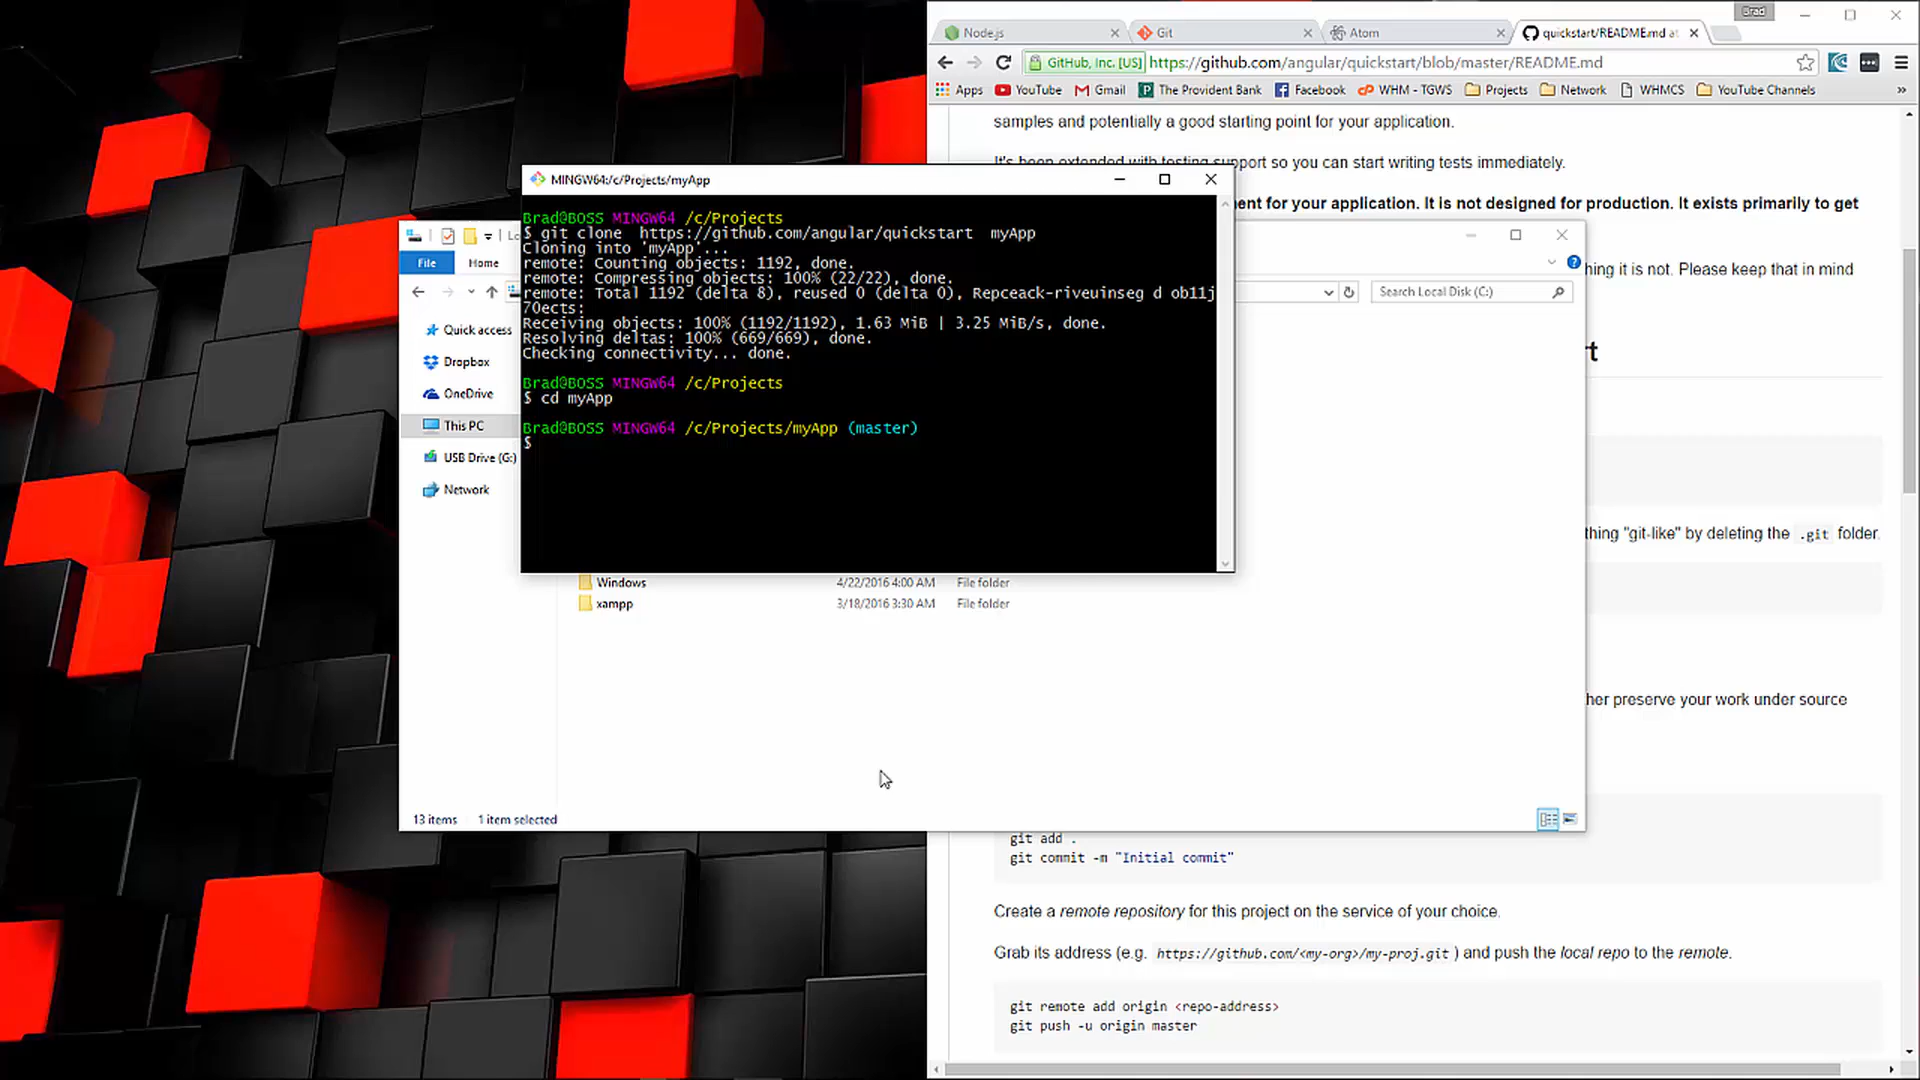 Brad
Node.js
Git
Atom
quickstart/README.md at
GitHub, Inc. [US]
https://github.com/angular/quickstart/blob/master/README.md
Apps
YouTube
Gmail
The Provident Bank
Facebook
WHM - TGWS
Projects
Network
WHMCS
YouTube Channols
»
samples and potentially a good starting point for your application.
It's been extended with testing support so you can start writing tests immediately.
ment for your application. It is not designed for production. It exists primarily to get
hing it is not. Please keep that in mind
rt
thing "git-like" by deleting the .git folder.
her preserve your work under source
git add .
git commit -m "Initial commit"
Create a remote repository for this project on the service of your choice.
Grab its address (e.g. https://github.com/<my-org>/my-proj.git ) and push the local repo to the remote.
git remote add origin <repo-address>
git push -u origin master
MINGW64:/c/Projects/myApp
Brad@BOSS MINGW64 /c/Projects
$ git clone  https://github.com/angular/quickstart  myApp
Cloning into 'myApp'...
remote: Counting objects: 1192, done.
remote: Compressing objects: 100% (22/22), done.
remote: Total 1192 (delta 8), reused 0 (delta 0), Repceack-riveuinseg d ob11j
70ects:
Receiving objects: 100% (1192/1192), 1.63 MiB | 3.25 MiB/s, done.
Resolving deltas: 100% (669/669), done.
Checking connectivity... done.
Brad@BOSS MINGW64 /c/Projects
$ cd myApp
Brad@BOSS MINGW64 /c/Projects/myApp (master)
$
File
Home
Search Local Disk (C:)
Quick access
Dropbox
OneDrive
This PC
USB Drive (G:)
Network
Windows
4/22/2016 4:00 AM
File folder
xampp
3/18/2016 3:30 AM
File folder
13 items
1 item selected